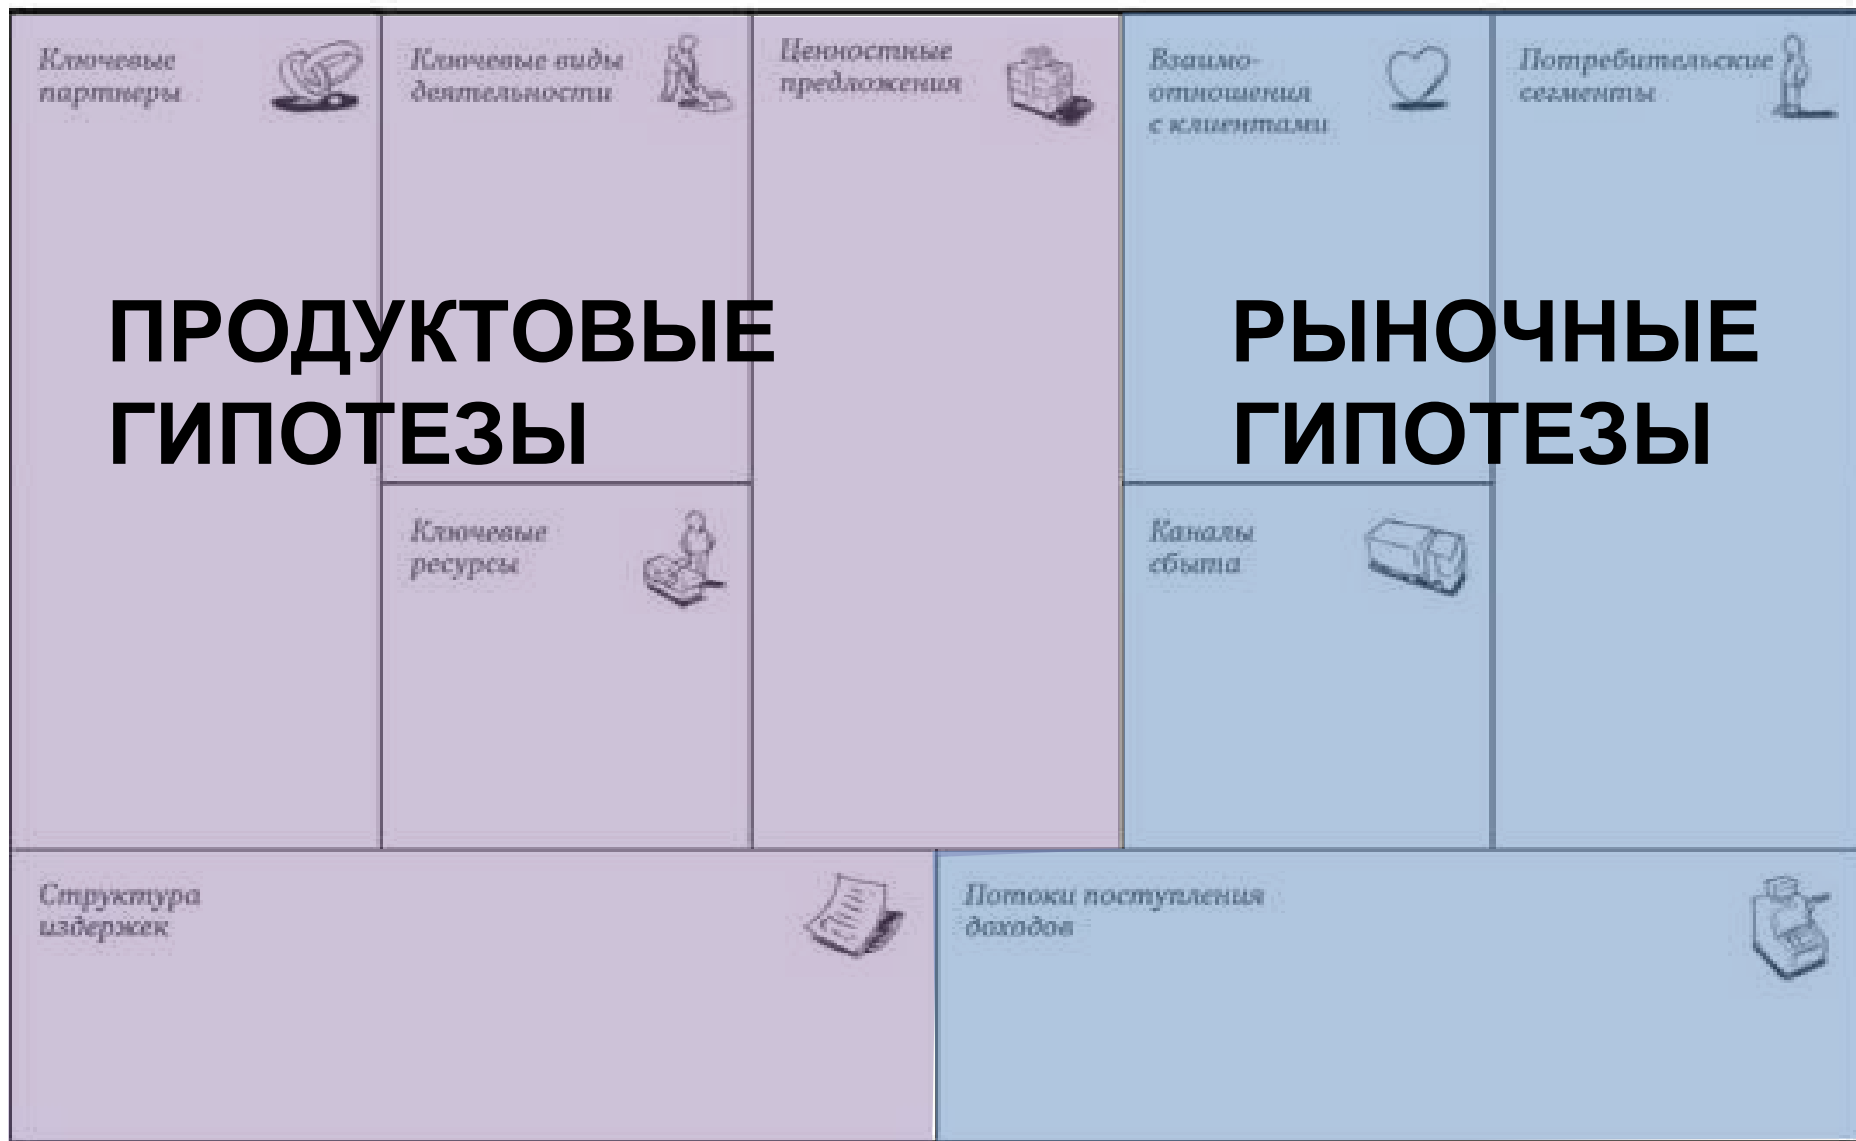 Ключевые
партнеры
Ключевые виды
деятельности
Ценностные
предложения
Взаимо-
отношения
с клиентами
Потребительские
сегменты
ПРОДУКТОВЫЕ
ГИПОТЕЗЫ
РЫНОЧНЫЕ
ГИПОТЕЗЫ
Ключевые
ресурсы
Каналы
сбыта
Структура
издержек
Потоки поступления
доходов